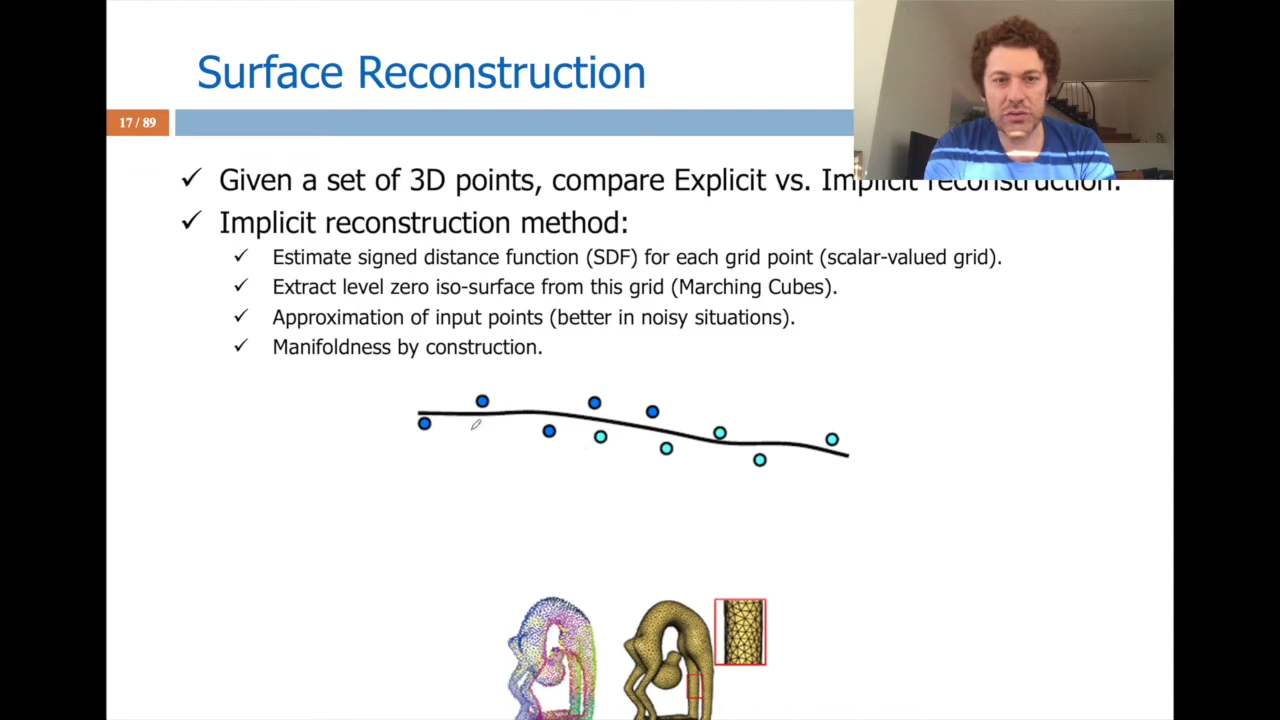 Surface Reconstruction
17 / 89
✓ Given a set of 3D points, compare Explicit vs. Implicit reconstruction.
✓ Implicit reconstruction method:
✓ Estimate signed distance function (SDF) for each grid point (scalar-valued grid).
✓ Extract level zero iso-surface from this grid (Marching Cubes).
✓ Approximation of input points (better in noisy situations).
✓ Manifoldness by construction.